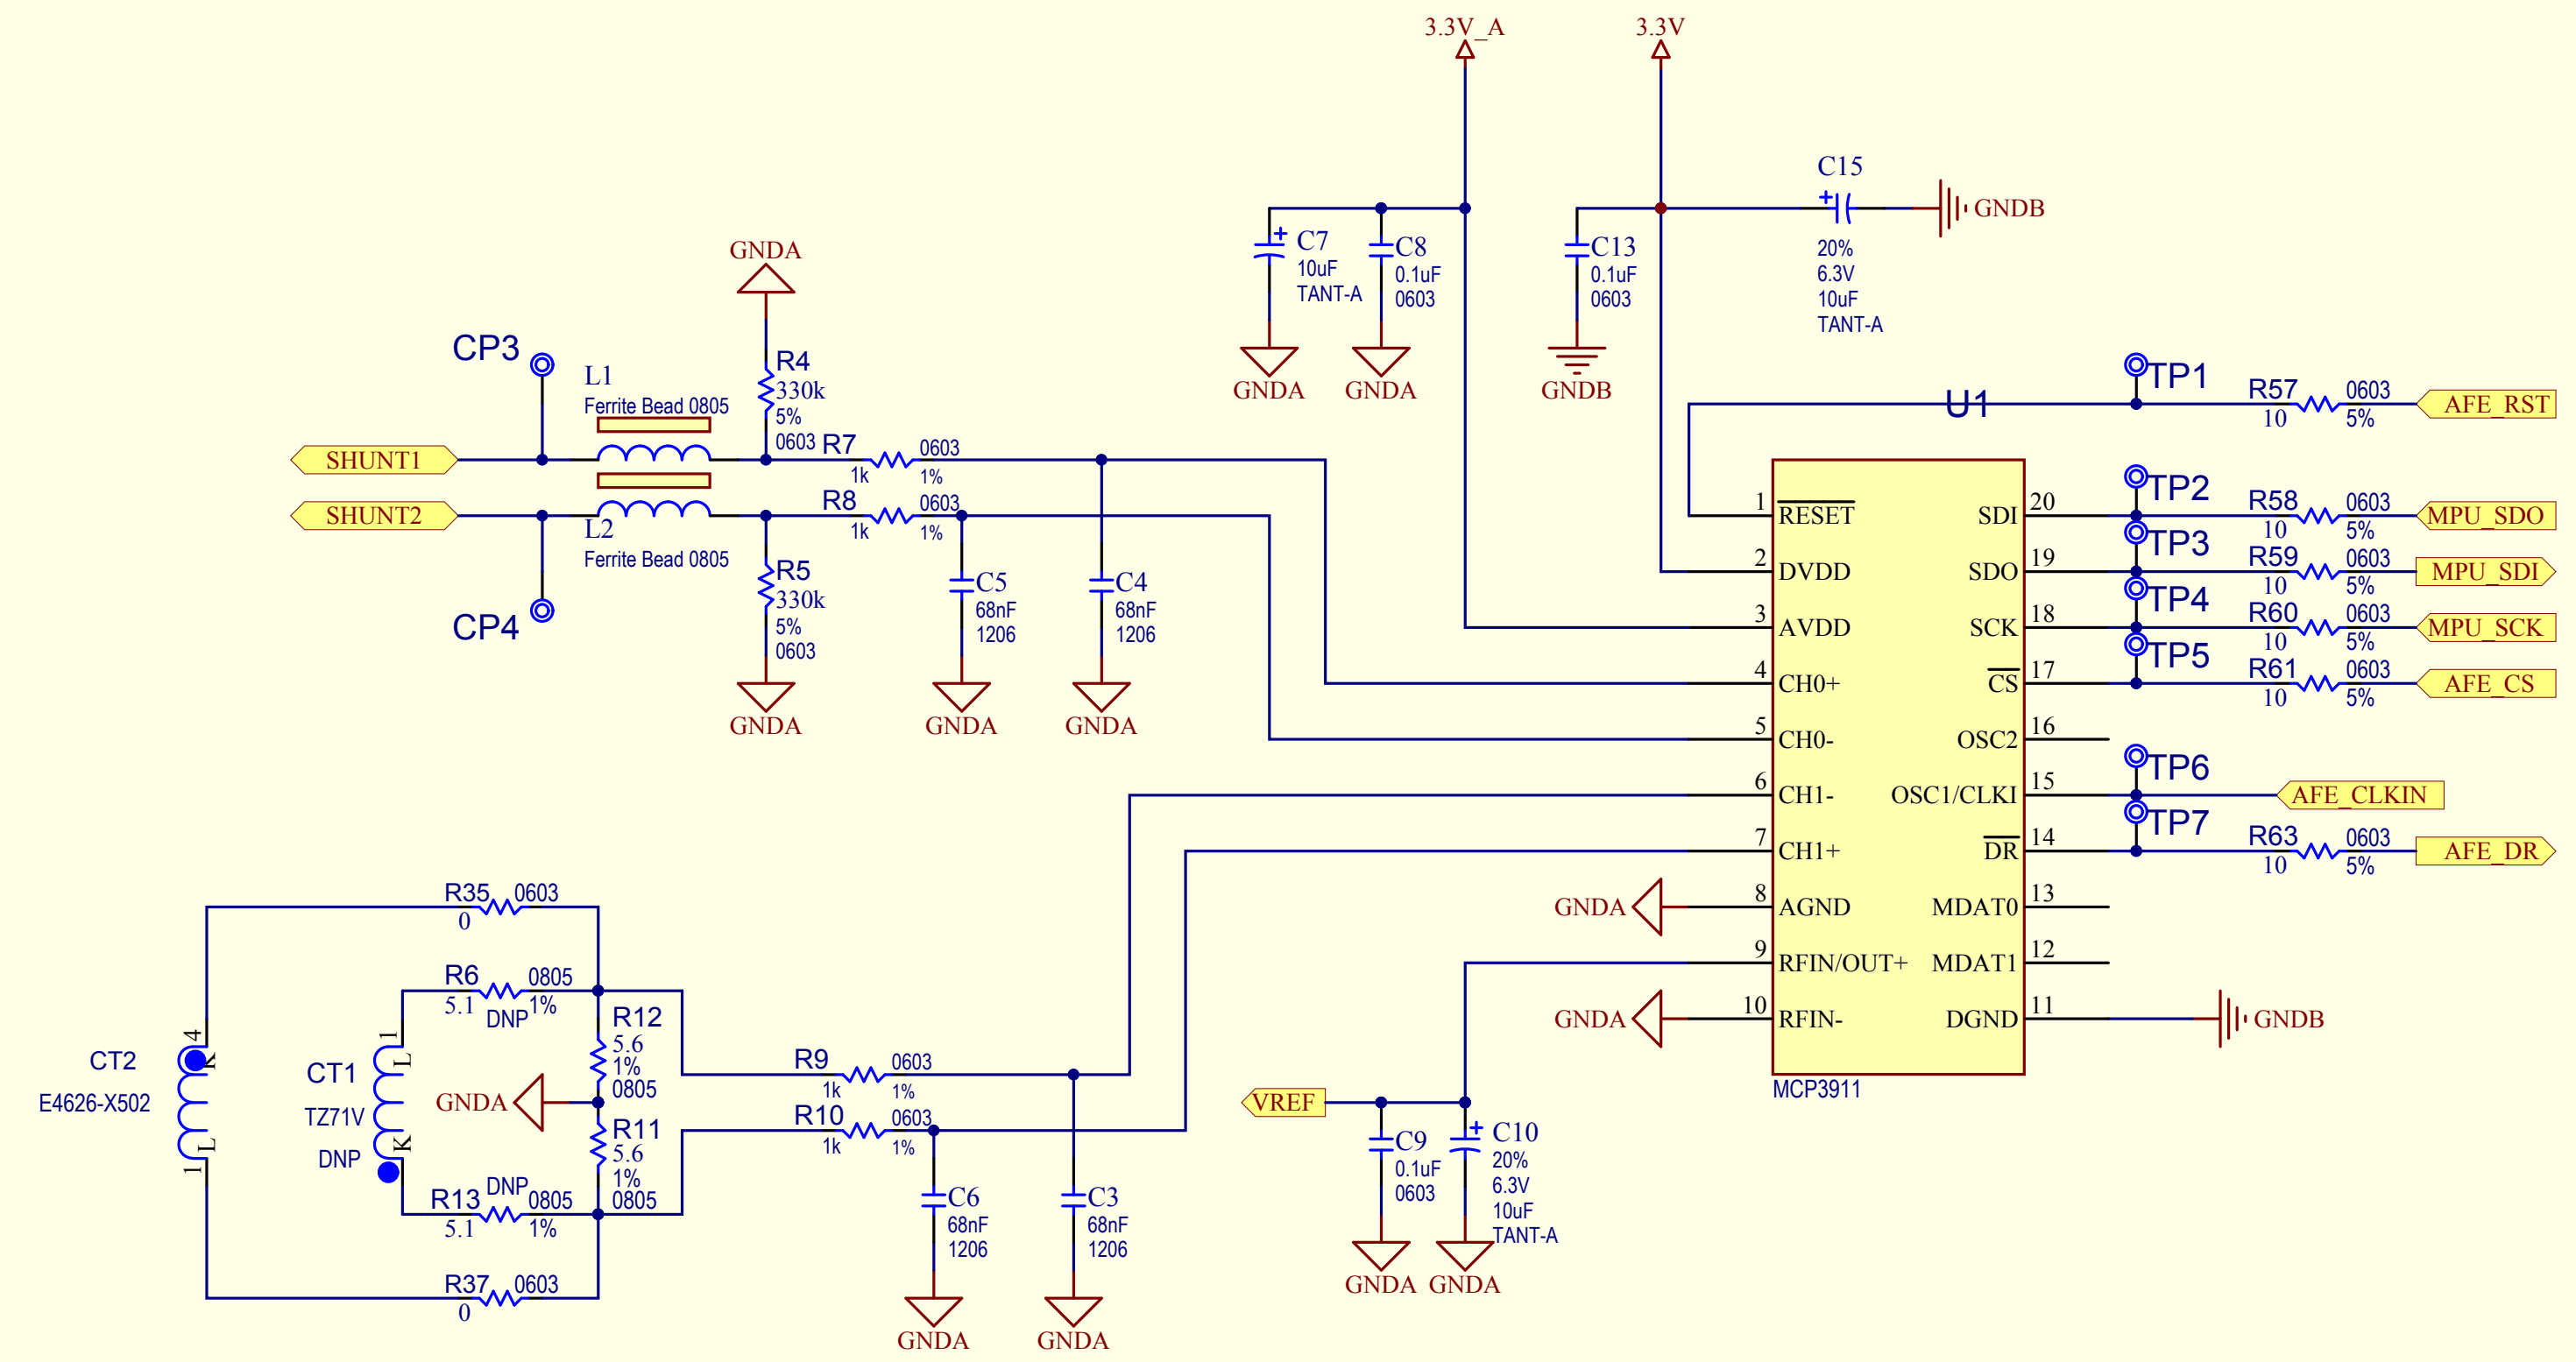 3.3V_A
3.3V
C15
GNDB
20%
6.3V
10uF
TANT-A
GNDA
C7
10uF
TANT-A
C8
0.1uF
0603
C13
0.1uF
0603
GNDA
GNDA
GNDB
CP3
L1
Ferrite Bead 0805
R4
330k
5%
0603
SHUNT1
R7
0603
1k
1%
SHUNT2
R8
0603
1k
1%
L2
Ferrite Bead 0805
CP4
R5
330k
5%
0603
C5
68nF
1206
C4
68nF
1206
GNDA
GNDA
GNDA
U1
TP1
R57
0603
10
5%
AFE_RST
1
RESET
SDI
20
TP2
R58
0603
10
5%
MPU_SDO
2
DVDD
SDO
19
TP3
R59
0603
10
5%
MPU_SDI
3
AVDD
SCK
18
TP4
R60
0603
10
5%
MPU_SCK
4
CH0+
CS
17
TP5
R61
0603
10
5%
AFE_CS
5
CH0-
OSC2
16
6
CH1-
OSC1/CLKI
15
TP6
AFE_CLKIN
7
CH1+
DR
14
TP7
R63
0603
10
5%
AFE_DR
GNDA
8
AGND
MDAT0
13
9
RFIN/OUT+
MDAT1
12
GNDA
10
RFIN-
DGND
11
GNDB
MCP3911
R35
0603
0
R6
0805
5.1
1%
DNP
R12
5.6
1%
0805
CT2
E4626-X502
4
K
L
1
CT1
TZ71V
DNP
1
L
K
GNDA
R11
5.6
1%
0805
R13
DNP
0805
5.1
1%
R37
0603
0
R9
0603
1k
1%
R10
0603
1k
1%
C6
68nF
1206
C3
68nF
1206
GNDA
GNDA
VREF
C9
0.1uF
0603
C10
20%
6.3V
10uF
TANT-A
GNDA
GNDA